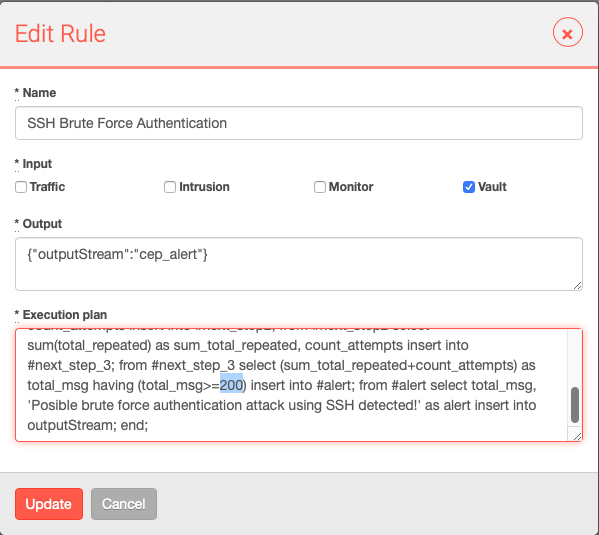 Edit Rule
* Name
SSH Brute Force Authentication
* Input
Traffic
Intrusion
Monitor
Vault
* Output
{"outputStream":"cep_alert"}
* Execution plan
sum(total_repeated) as sum_total_repeated, count_attempts insert into
#next_step_3; from #next_step_3 select (sum_total_repeated+count_attempts) as
total_msg having (total_msg>=200) insert into #alert; from #alert select total_msg,
'Posible brute force authentication attack using SSH detected!' as alert insert into
outputStream; end;
Update
Cancel